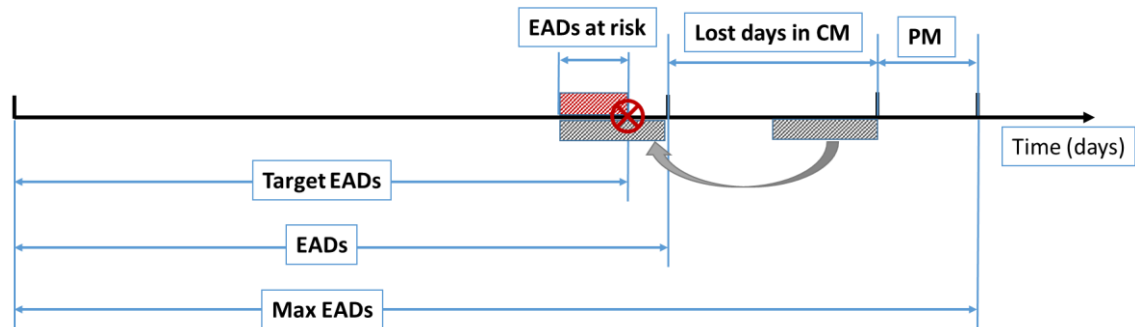 EADs at risk
Lost days in CM
PM
Time (days)
Target EADs
EADs
Max EADs